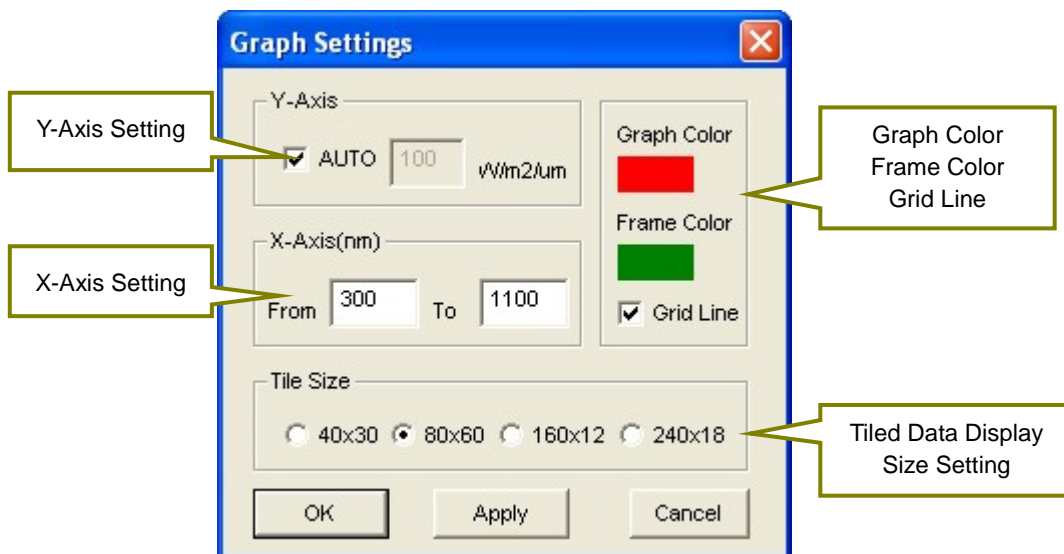 Graph Settings
Y-Axis Setting
Y-Axis
AUTO 100 W/m2/um
X-Axis Setting
X-Axis(nm)
From 300 To 1100
Graph Color
Frame Color
Grid Line
Graph Color
Frame Color
Grid Line
Tile Size
40x30 80x60 160x12 240x18
Tiled Data Display
Size Setting
OK Apply Cancel